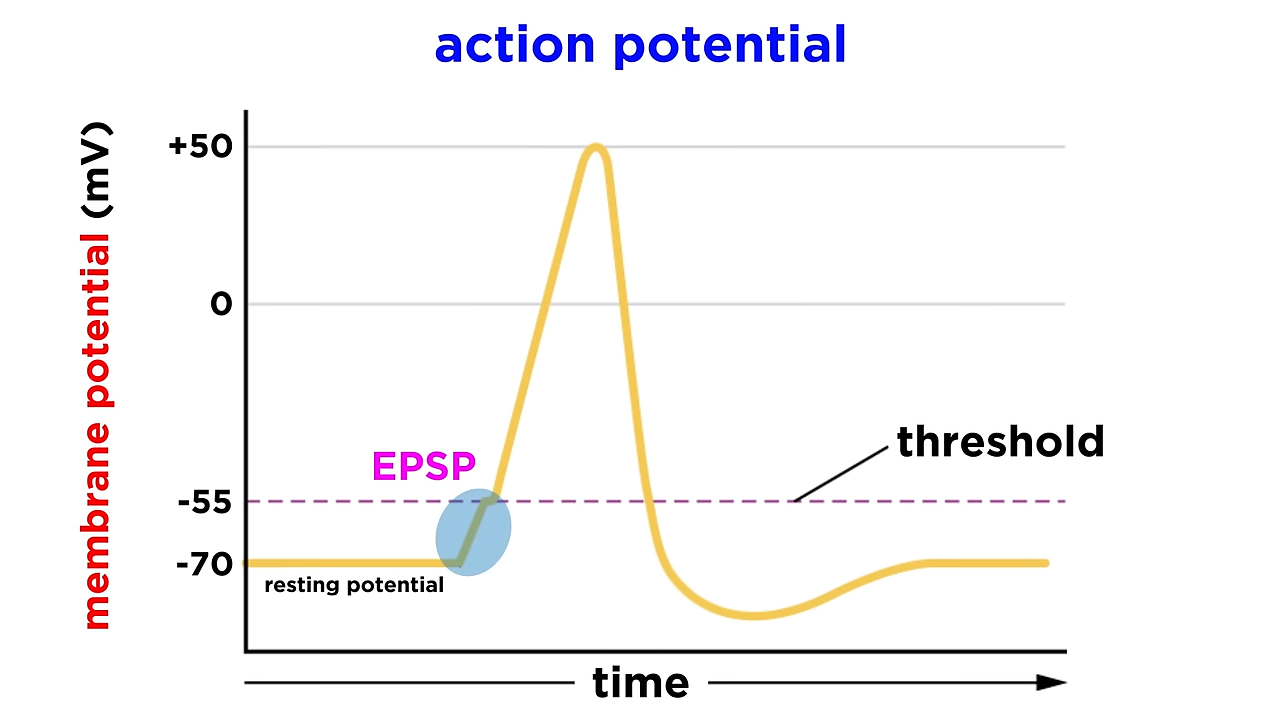 action potential
membrane potential (mV)
+50
0
EPSP
threshold
-55
-70
resting potential
time